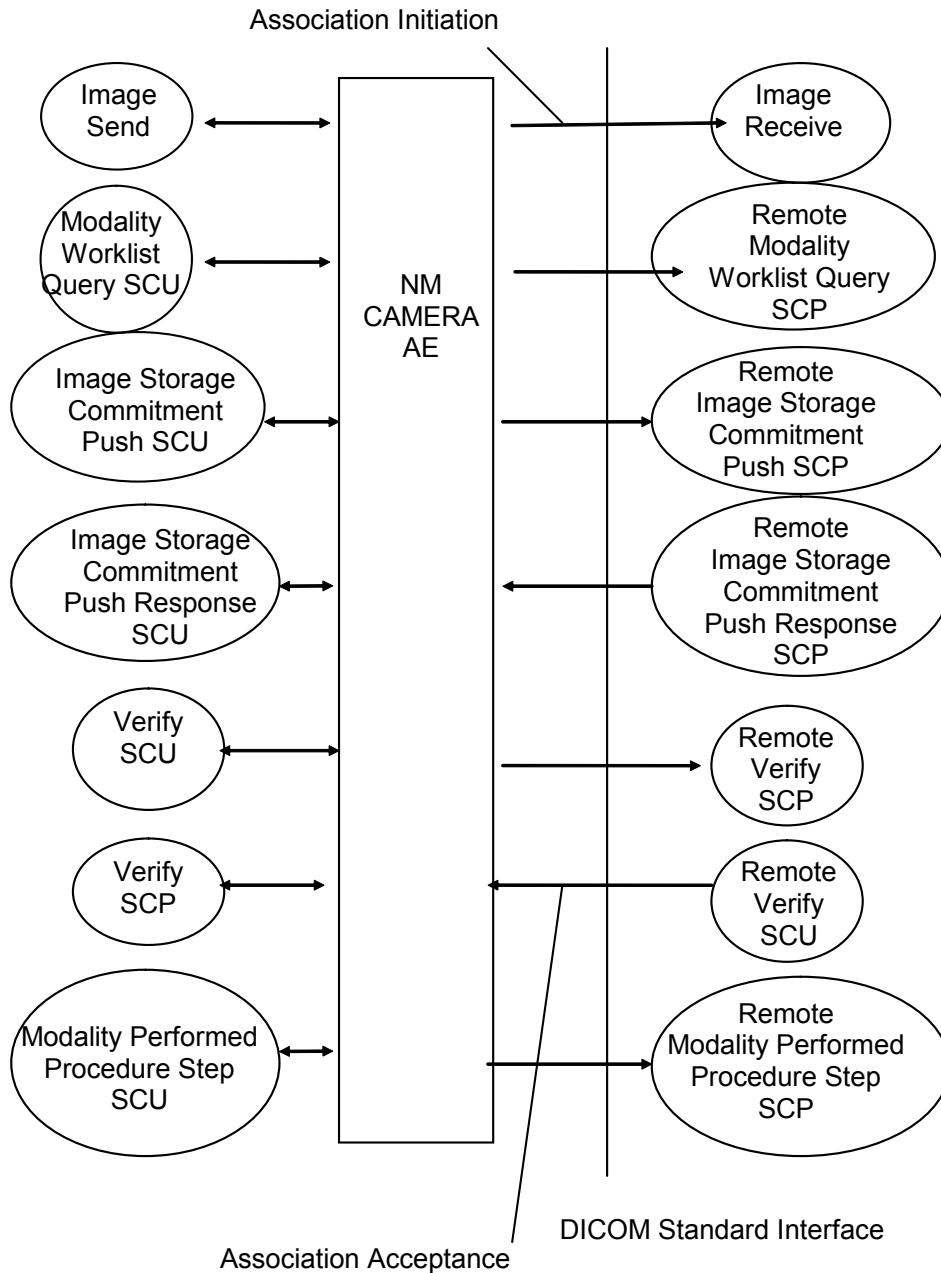 Association Initiation
Image
Send
Image
Receive
Modality
Worklist
Query SCU
Remote
Modality
Worklist Query
SCP
NM
CAMERA
AE
Image Storage
Commitment
Push SCU
Remote
Image Storage
Commitment
Push SCP
Image Storage
Commitment
Push Response
SCU
Remote
Image Storage
Commitment
Push Response
SCP
Verify
SCU
Remote
Verify
SCP
Verify
SCP
Remote
Verify
SCU
Modality Performed
Procedure Step
SCU
Remote
Modality Performed
Procedure Step
SCP
DICOM Standard Interface
Association Acceptance